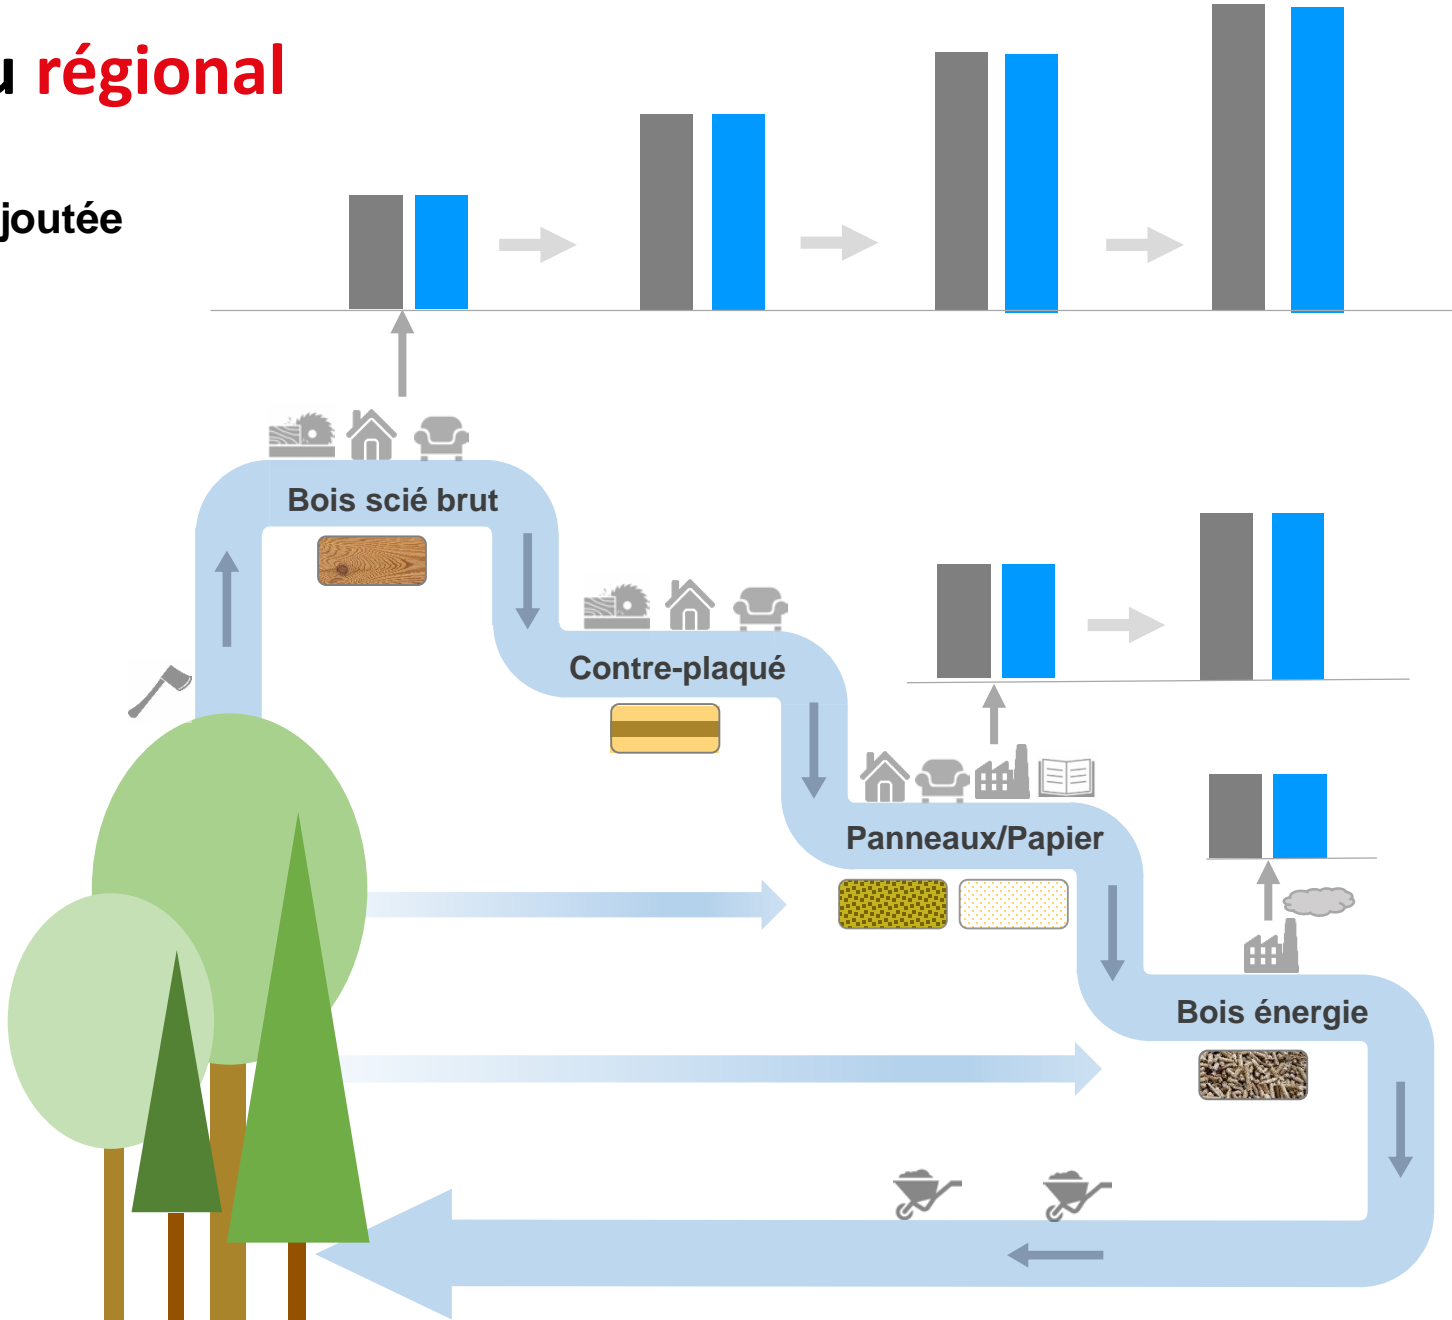 u régional
joutée
Bois scié brut
Contre-plaqué
Panneaux/Papier
Bois énergie